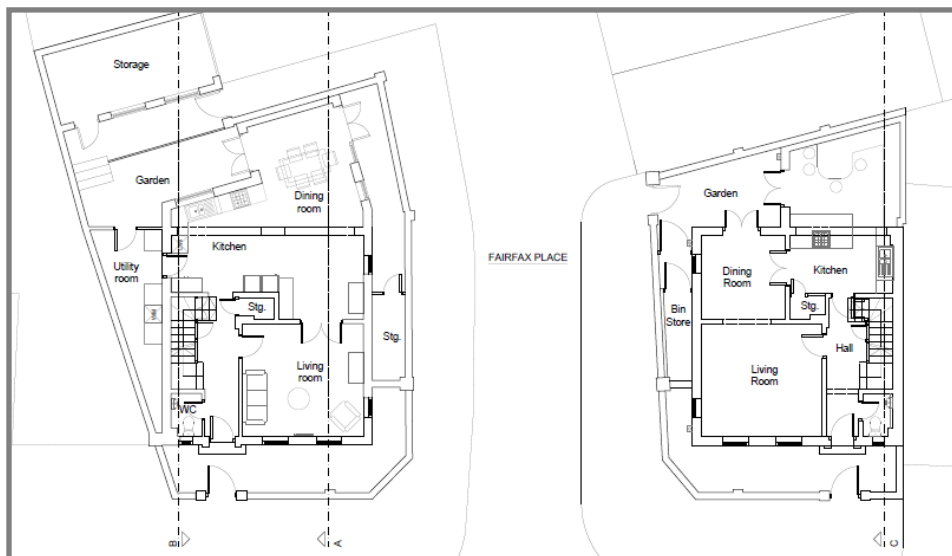 Storage
Garden
Dining
room
Kitchen
Utility
room
Stg.
Stg.
Living
room
WC
B
A
FAIRFAX PLACE
Garden
Dining
Room
Kitchen
Stg.
Bin
Store
Hall
Living
Room
C